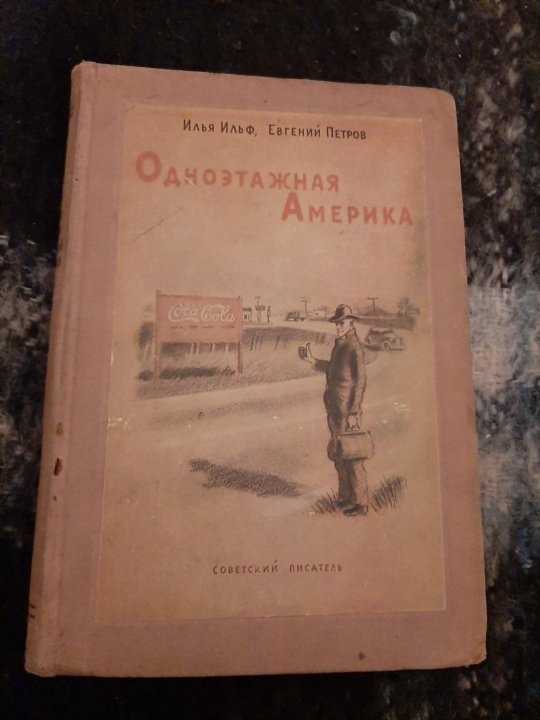 Илья Ильф, Евгений Петров
Одноэтажная
Америка
Coca-Cola
советский писатель